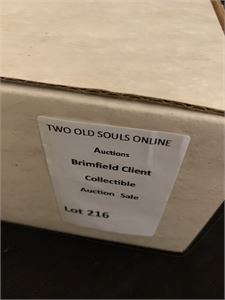 TWO OLD SOULS ONLINE
Auctions
Brimfield Client
Collectible
Auction Sale
Lot 216